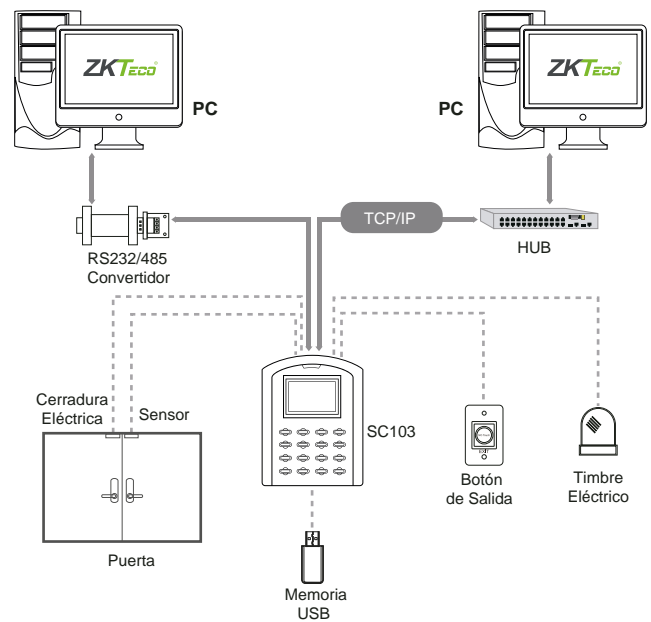 ZKTeco
PC
PC
ZKTeco
TCP/IP
HUB
RS232/485
Convertidor
Cerradura
Eléctrica
Sensor
SC103
EXIT
Botón
de Salida
Timbre
Eléctrico
Puerta
Memoria
USB